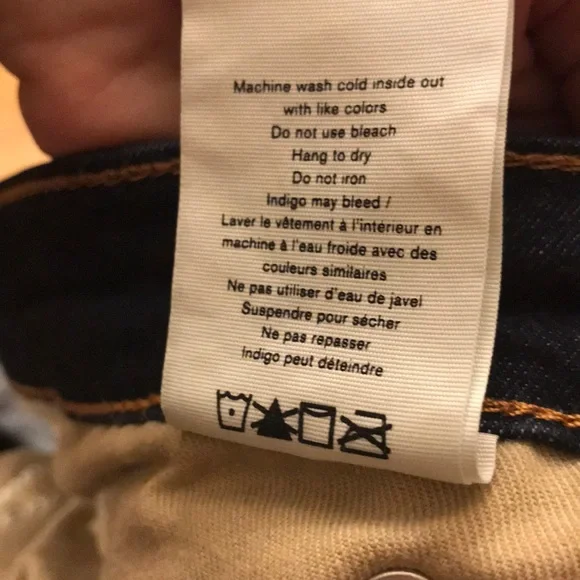 Machine wash cold inside out
with like colors
Do not use bleach
Hang to dry
Do not iron
Indigo may bleed /
Laver le vêtement à l'intérieur en
machine à l'eau froide avec des
couleurs similaires
Ne pas utiliser d'eau de javel
Suspendre pour sécher
Ne pas repasser
Indigo peut déteindre